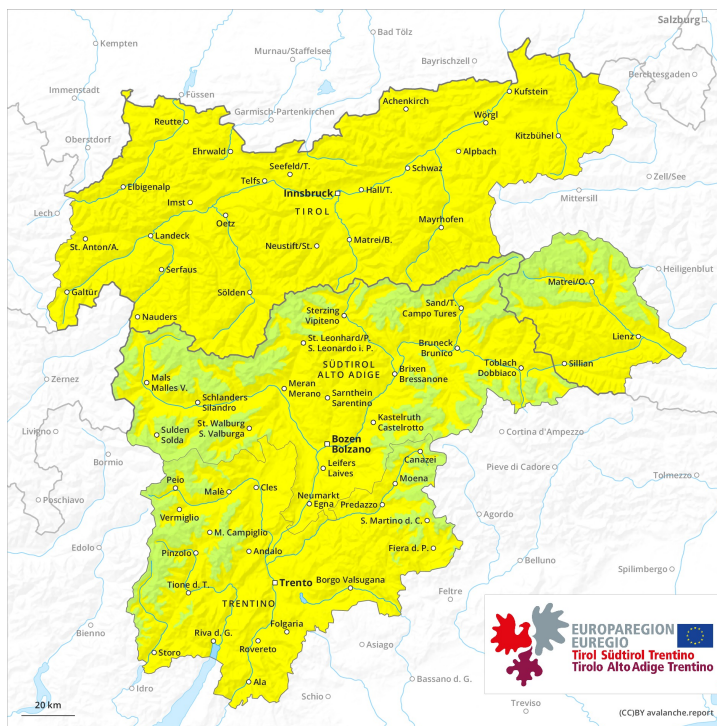 Salzburg
Kempten
Bad Tölz
Murnau/Staffelsee
Bayrischzell
Berchtesgaden
Immenstadt
Füssen
Garmisch-Partenkirchen
Achenkirch
Kufstein
Reutte
Wörgl
Oberstdorf
Ehrwald
Kitzbühel
Alpbach
Seefeld/T.
Schwaz
Zell/See
Elbigenalp
Telfs
Innsbruck
Hall/T.
Mittersill
Imst
TIROL
Lech
Oetz
Mayrhofen
St. Anton/A.
Landeck
Neustift/St.
Matrei/B.
Heiligenblut
Serfaus
Matrei/O.
Galtür
Sölden
Sand/T.
Campo Tures
Nauders
Sterzing
Vipiteno
Lienz
St. Leonhard/P.
S. Leonardo i. P.
Bruneck
Brunico
Toblach
Dobbiaco
Sillian
SÜDTIROL
ALTO ADIGE
Brixen
Bressanone
Zernez
Mals
Malles V.
Meran
Merano
Sarnthein
Sarentino
Schlanders
Silandro
St. Walburg
S. Valburga
Kastelruth
Castelrotto
Livigno
Sulden
Solda
Bozen
Bolzano
Cortina d'Ampezzo
Bormio
Canazei
Leifers
Laives
Pieve di Cadore
Tolmezzo
Moena
Peio
Malè
Cles
Neumarkt
Egna
Predazzo
Poschiavo
Vermiglio
S. Martino d. C.
Agordo
M. Campiglio
Edolo
Pinzolo
Andalo
Fiera d. P.
Belluno
Spilimbergo
Tione d. T.
Trento
Borgo Valsugana
Feltre
TRENTINO
Folgaria
Bienno
Riva d. G.
Rovereto
Asiago
Storo
Bassano d. G.
Idro
Ala
Schio
Treviso
EUROPAREGION
EUREGIO
Tirol Südtirol Trentino
Tirolo Alto Adige Trentino
20 km
(CC)BY avalanche.report